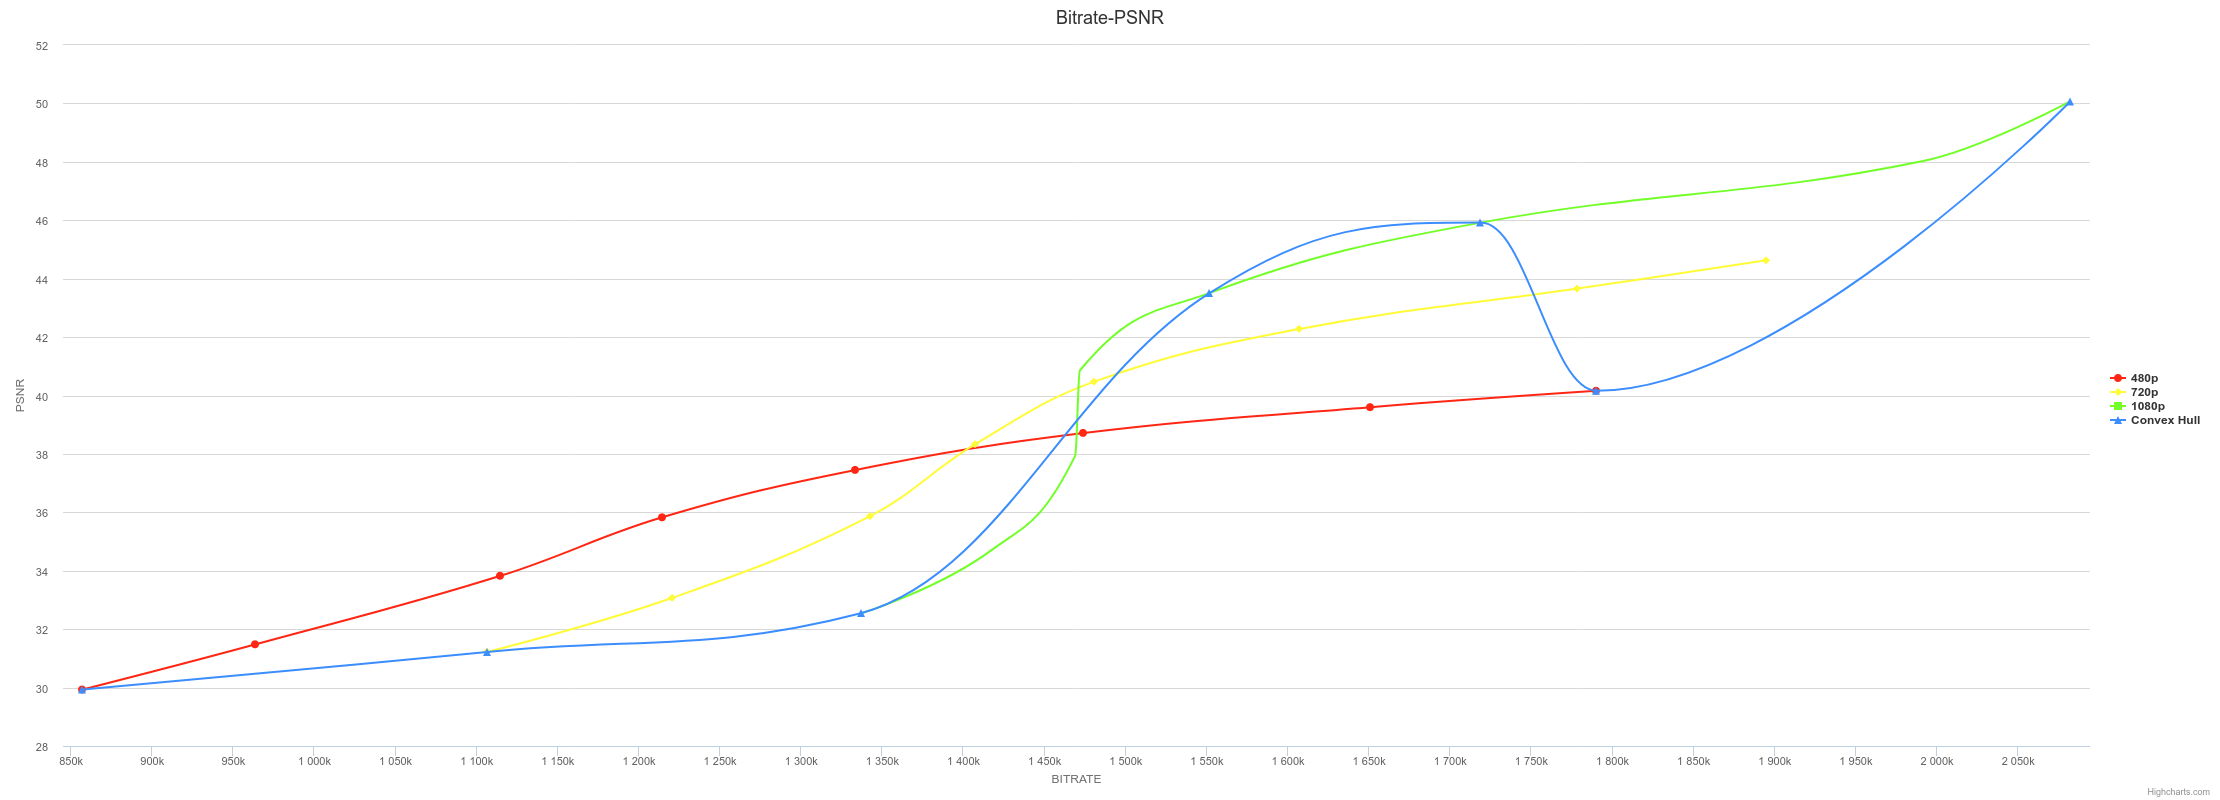 Bitrate-PSNR
52
50
48
46
44
42
40
38
36
34
32
30
28
PSNR
850k 900k 950k 1 000k 1 050k 1 100k 1 150k 1 200k 1 250k 1 300k 1 350k 1 400k 1 450k 1 500k 1 550k 1 600k 1 650k 1 700k 1 750k 1 800k 1 850k 1 900k 1 950k 2 000k 2 050k
BITRATE
480p
720p
1080p
Convex Hull
Highcharts.com